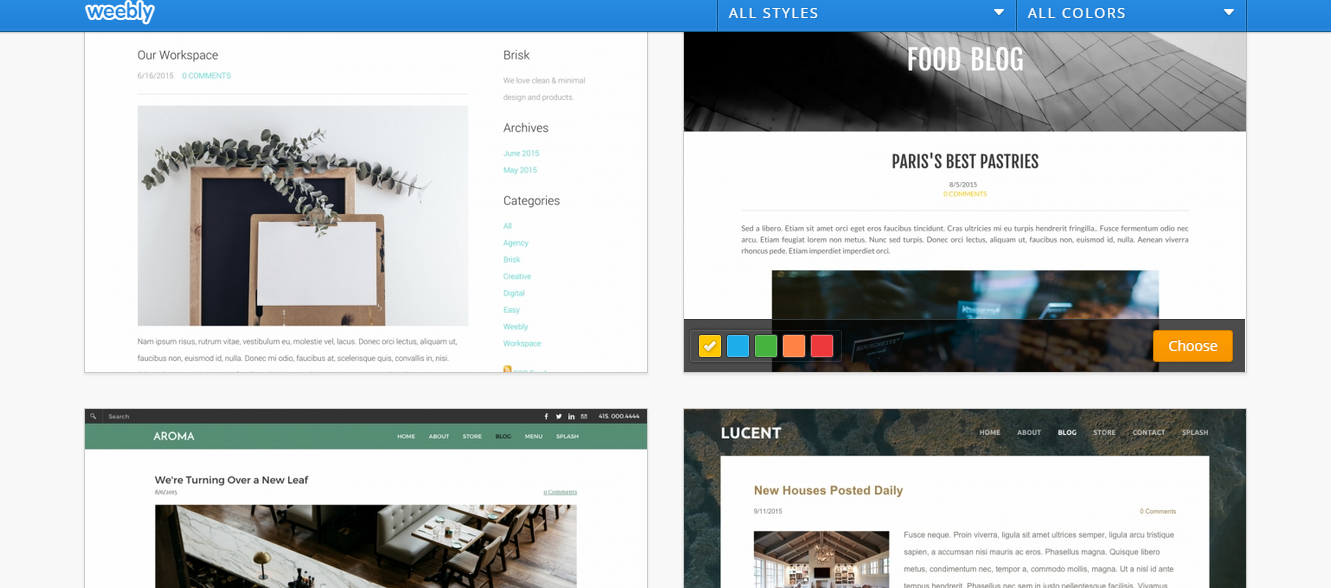 weebly
ALL STYLES
ALL COLORS
Our Workspace
6/16/2015 0 COMMENTS
Nam ipsum risus, rutrum vitae, vestibulum eu, molestie vel, lacus. Donec orci lectus, aliquam ut,
faucibus non, euismod id, nulla. Donec mi odio, faucibus at, scelerisque quis, convallis in, nisi.
Brisk
We love clean & minimal
design and products.
Archives
June 2015
May 2015
Categories
All
Agency
Brisk
Creative
Digital
Easy
Weebly
Workspace
FOOD BLOG
PARIS'S BEST PASTRIES
8/5/2015
0 COMMENTS
Sed a libero. Etiam sit amet orci eget eros faucibus tincidunt. Cras ultricies mi eu turpis hendrerit fringilla.. Fusce fermentum odio nec
arcu. Etiam feugiat lorem non metus. Nunc sed turpis. Donec orci lectus, aliquam ut, faucibus non, euismod id, nulla. Aenean viverra
rhoncus pede. Etiam imperdiet imperdiet orci.
Choose
Search
415. 000.4444
AROMA
HOME ABOUT STORE BLOG MENU SPLASH
We're Turning Over a New Leaf
0 Comments
LUCENT
HOME ABOUT BLOG STORE CONTACT SPLASH
New Houses Posted Daily
9/11/2015 0 Comments
Fusce neque. Proin viverra, ligula sit amet ultrices semper, ligula arcu tristique
sapien, a accumsan nisi mauris ac eros. Phasellus magna. Quisque libero
metus, condimentum nec, tempor a, commodo mollis, magna. Ut a nisl id ante
tempus hendrerit. Phasellus nec sem in justo pellentesque facilisis. Vivamus